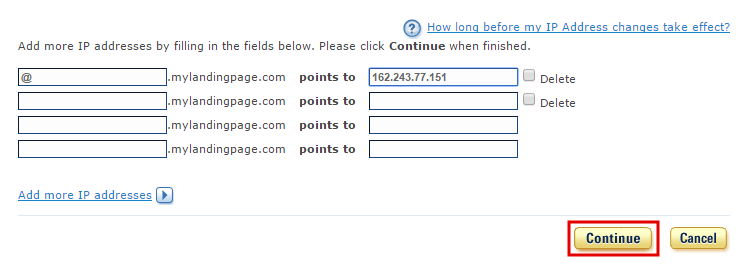 ? How long before my IP Address changes take effect?
Add more IP addresses by filling in the fields below. Please click Continue when finished.
@ .mylandingpage.com points to 162.243.77.151 Delete
.mylandingpage.com points to Delete
.mylandingpage.com points to
.mylandingpage.com points to
Add more IP addresses
Continue Cancel